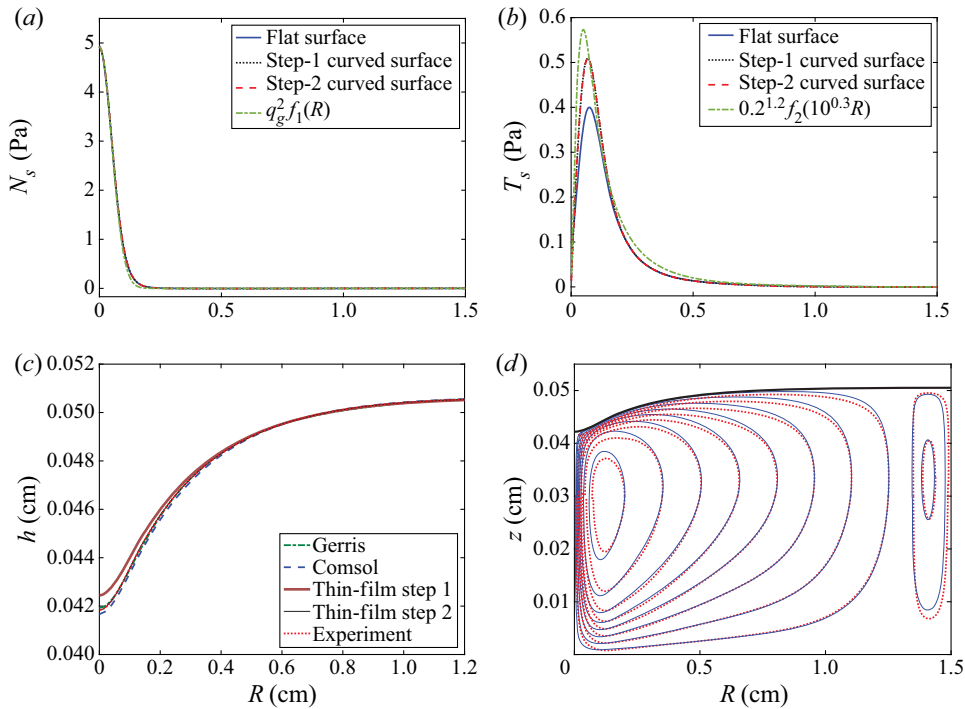 (a)
5
4
3
2
1
0
0
0.5
1.0
1.5
N_s (Pa)
Flat surface
Step-1 curved surface
Step-2 curved surface
q_g^2 f_1(R)
(b)
0.6
0.5
0.4
0.3
0.2
0.1
0
0
0.5
1.0
1.5
T_s (Pa)
Flat surface
Step-1 curved surface
Step-2 curved surface
0.2^{1.2} f_2(10^{0.3}R)
(c)
0.052
0.050
0.048
0.046
0.044
0.042
0.040
0
0.2
0.4
0.6
0.8
1.0
1.2
h (cm)
R (cm)
Gerris
Comsol
Thin-film step 1
Thin-film step 2
Experiment
(d)
0.05
0.04
0.03
0.02
0.01
0
0.5
1.0
1.5
z (cm)
R (cm)